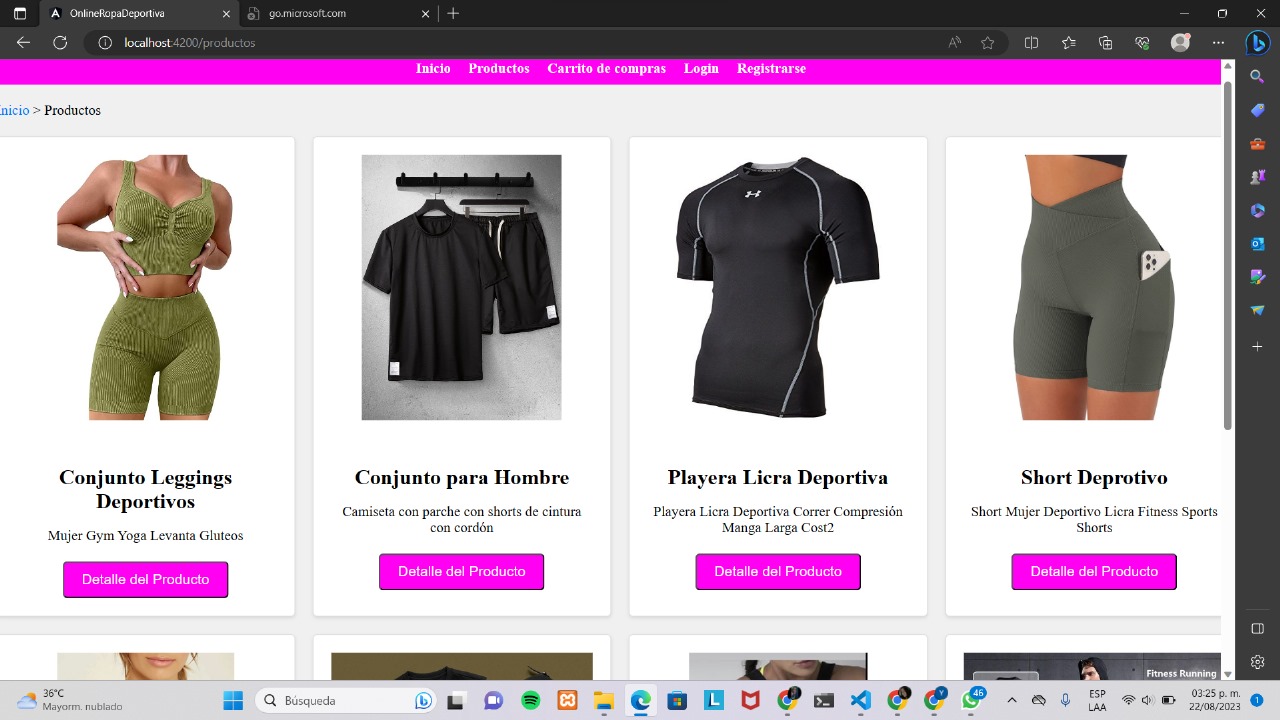 OnlineRopaDeportiva
go.microsoft.com
localhost:4200/productos
Inicio Productos Carrito de compras Login Registrarse
Inicio > Productos
Conjunto Leggings
Deportivos
Mujer Gym Yoga Levanta Gluteos
Detalle del Producto
Conjunto para Hombre
Camiseta con parche con shorts de cintura
con cordón
Detalle del Producto
Playera Licra Deportiva
Playera Licra Deportiva Correr Compresión
Manga Larga Cost2
Detalle del Producto
Short Deprotivo
Short Mujer Deportivo Licra Fitness Sports
Shorts
Detalle del Producto
Fitness Running
36°C
Mayorm. nublado
Búsqueda
46
ESP
LAA
03:25 p.m.
22/08/2023
1